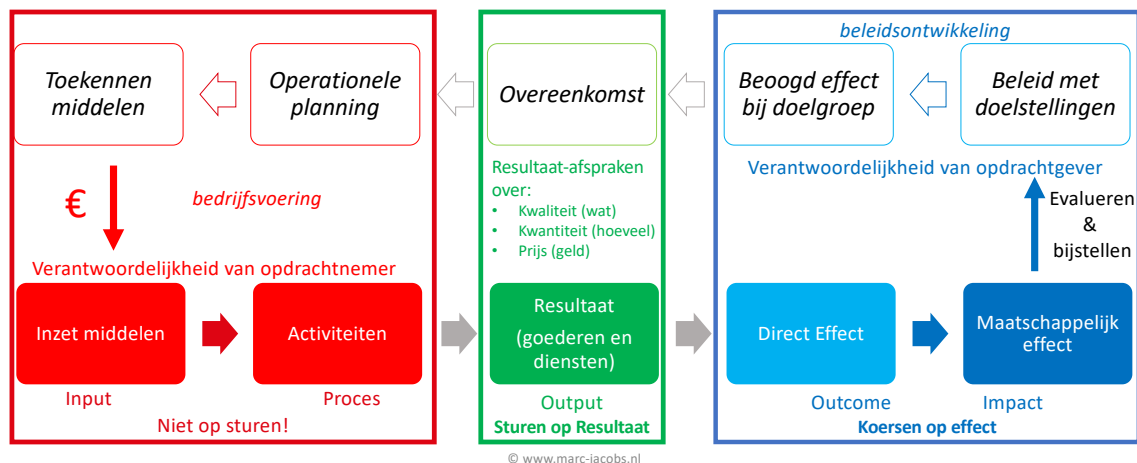 beleidsontwikkeling
Toekennen
middelen
Operationele
planning
Overeenkomst
Beoogd effect
bij doelgroep
Beleid met
doelstellingen
€
bedrijfsvoering
Resultaat-afspraken
over:
• Kwaliteit (wat)
• Kwantiteit (hoeveel)
• Prijs (geld)
Verantwoordelijkheid van opdrachtgever
Evalueren
&
bijstellen
Verantwoordelijkheid van opdrachtnemer
Inzet middelen
Activiteiten
Resultaat
(goederen en
diensten)
Direct Effect
Maatschappelijk
effect
Input
Proces
Output
Outcome
Impact
Niet op sturen!
Sturen op Resultaat
Koersen op effect
© www.marc-jacobs.nl